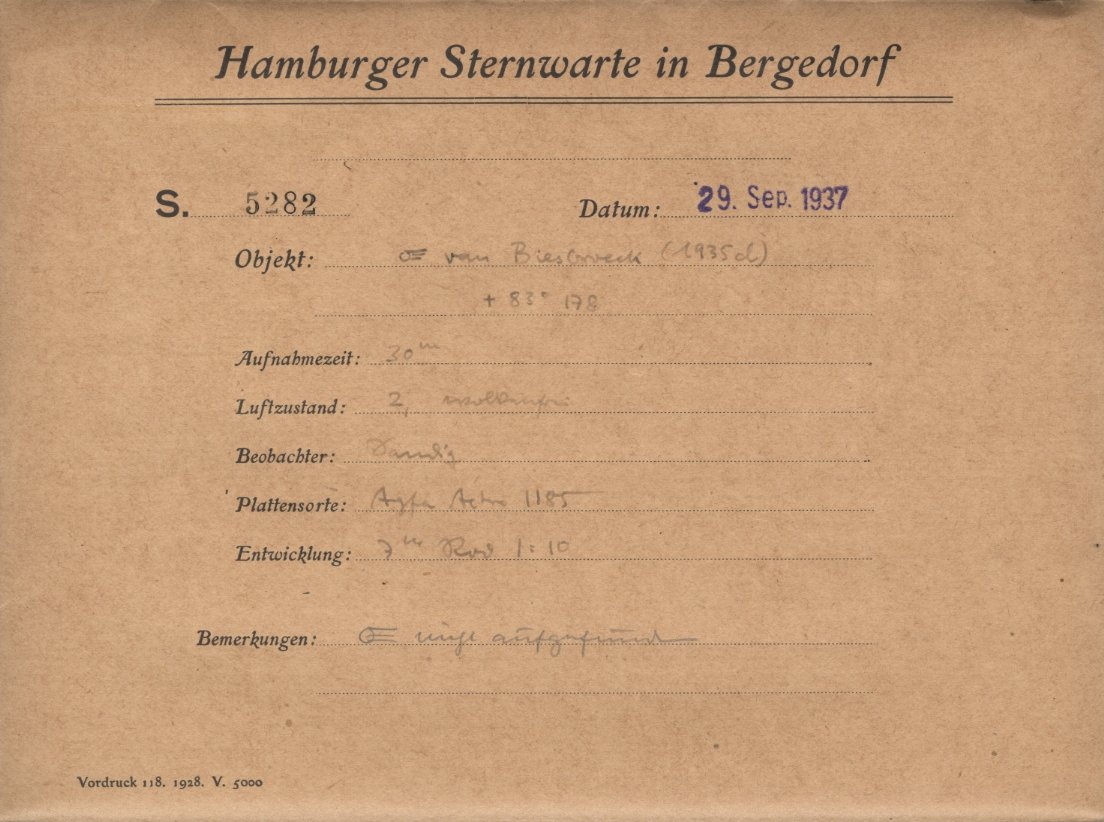 Hamburger Sternwarte in Bergedorf
S. 5282 Datum: 29. Sep. 1937
Objekt: ☄ van Biesbroeck (1935d)
+ 83° 178
Aufnahmezeit: 30ᵐ
Luftzustand: 2, wolkenfrei
Beobachter:
Plattensorte: Agfa Astro 1185
Entwicklung: 7ᵐ Rod 1:10
Bemerkungen: ☄ nicht aufgefunden
Vordruck 118. 1928. V. 5000